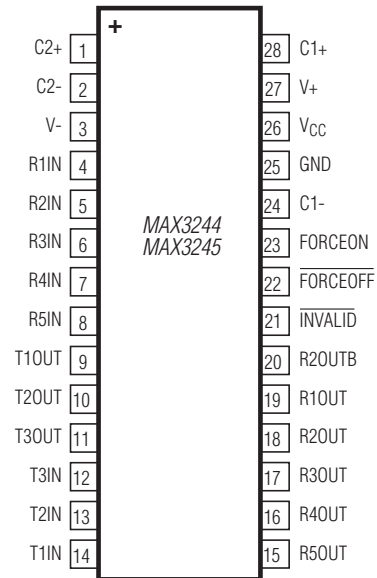 +
C2+ 1 28 C1+
C2- 2 27 V+
V- 3 26 VCC
R1IN 4 25 GND
R2IN 5 24 C1-
R3IN 6 23 FORCEON
R4IN 7 22 FORCEOFF
R5IN 8 21 INVALID
T1OUT 9 20 R2OUTB
T2OUT 10 19 R1OUT
T3OUT 11 18 R2OUT
T3IN 12 17 R3OUT
T2IN 13 16 R4OUT
T1IN 14 15 R5OUT
MAX3244
MAX3245